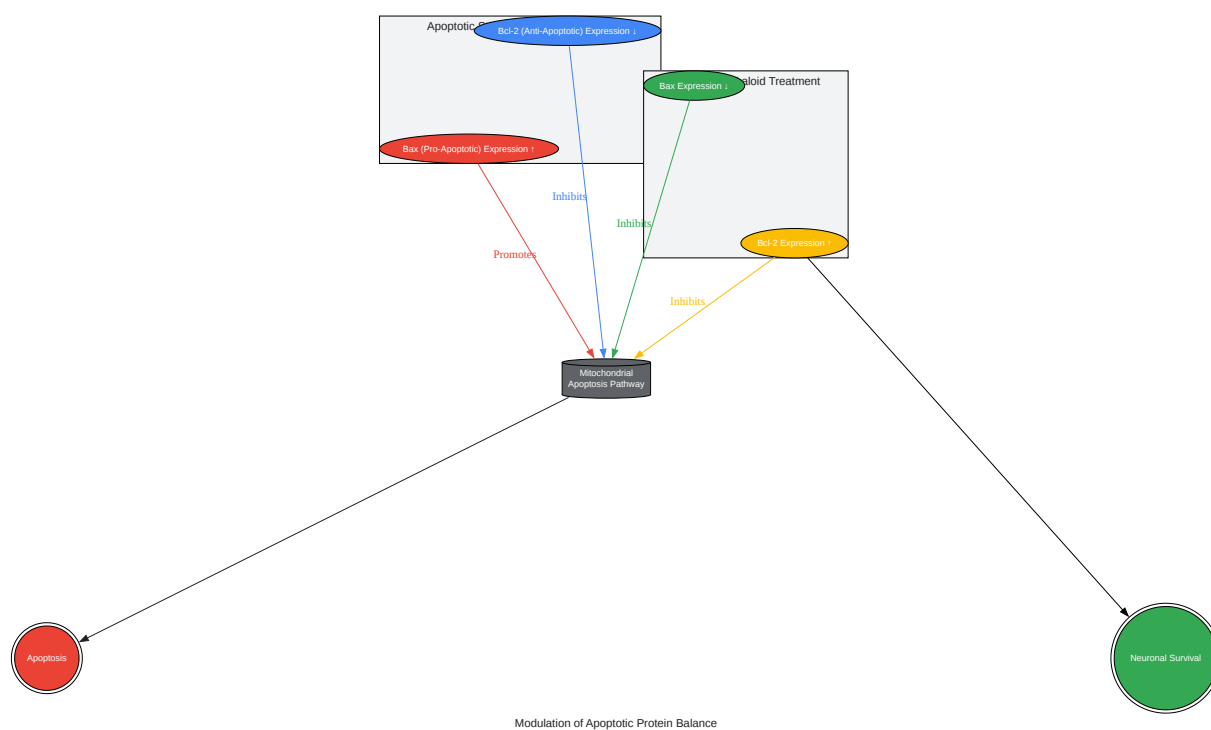 Apoptotic
Bcl-2 (Anti-Apoptotic) Expression ↓
Bax Expression ↓
Treatment
Bax (Pro-Apoptotic) Expression ↑
Inhibits
Inhibits
Bcl-2 Expression ↑
Promotes
Inhibits
Mitochondrial
Apoptosis Pathway
Apoptosis
Neuronal Survival
Modulation of Apoptotic Protein Balance